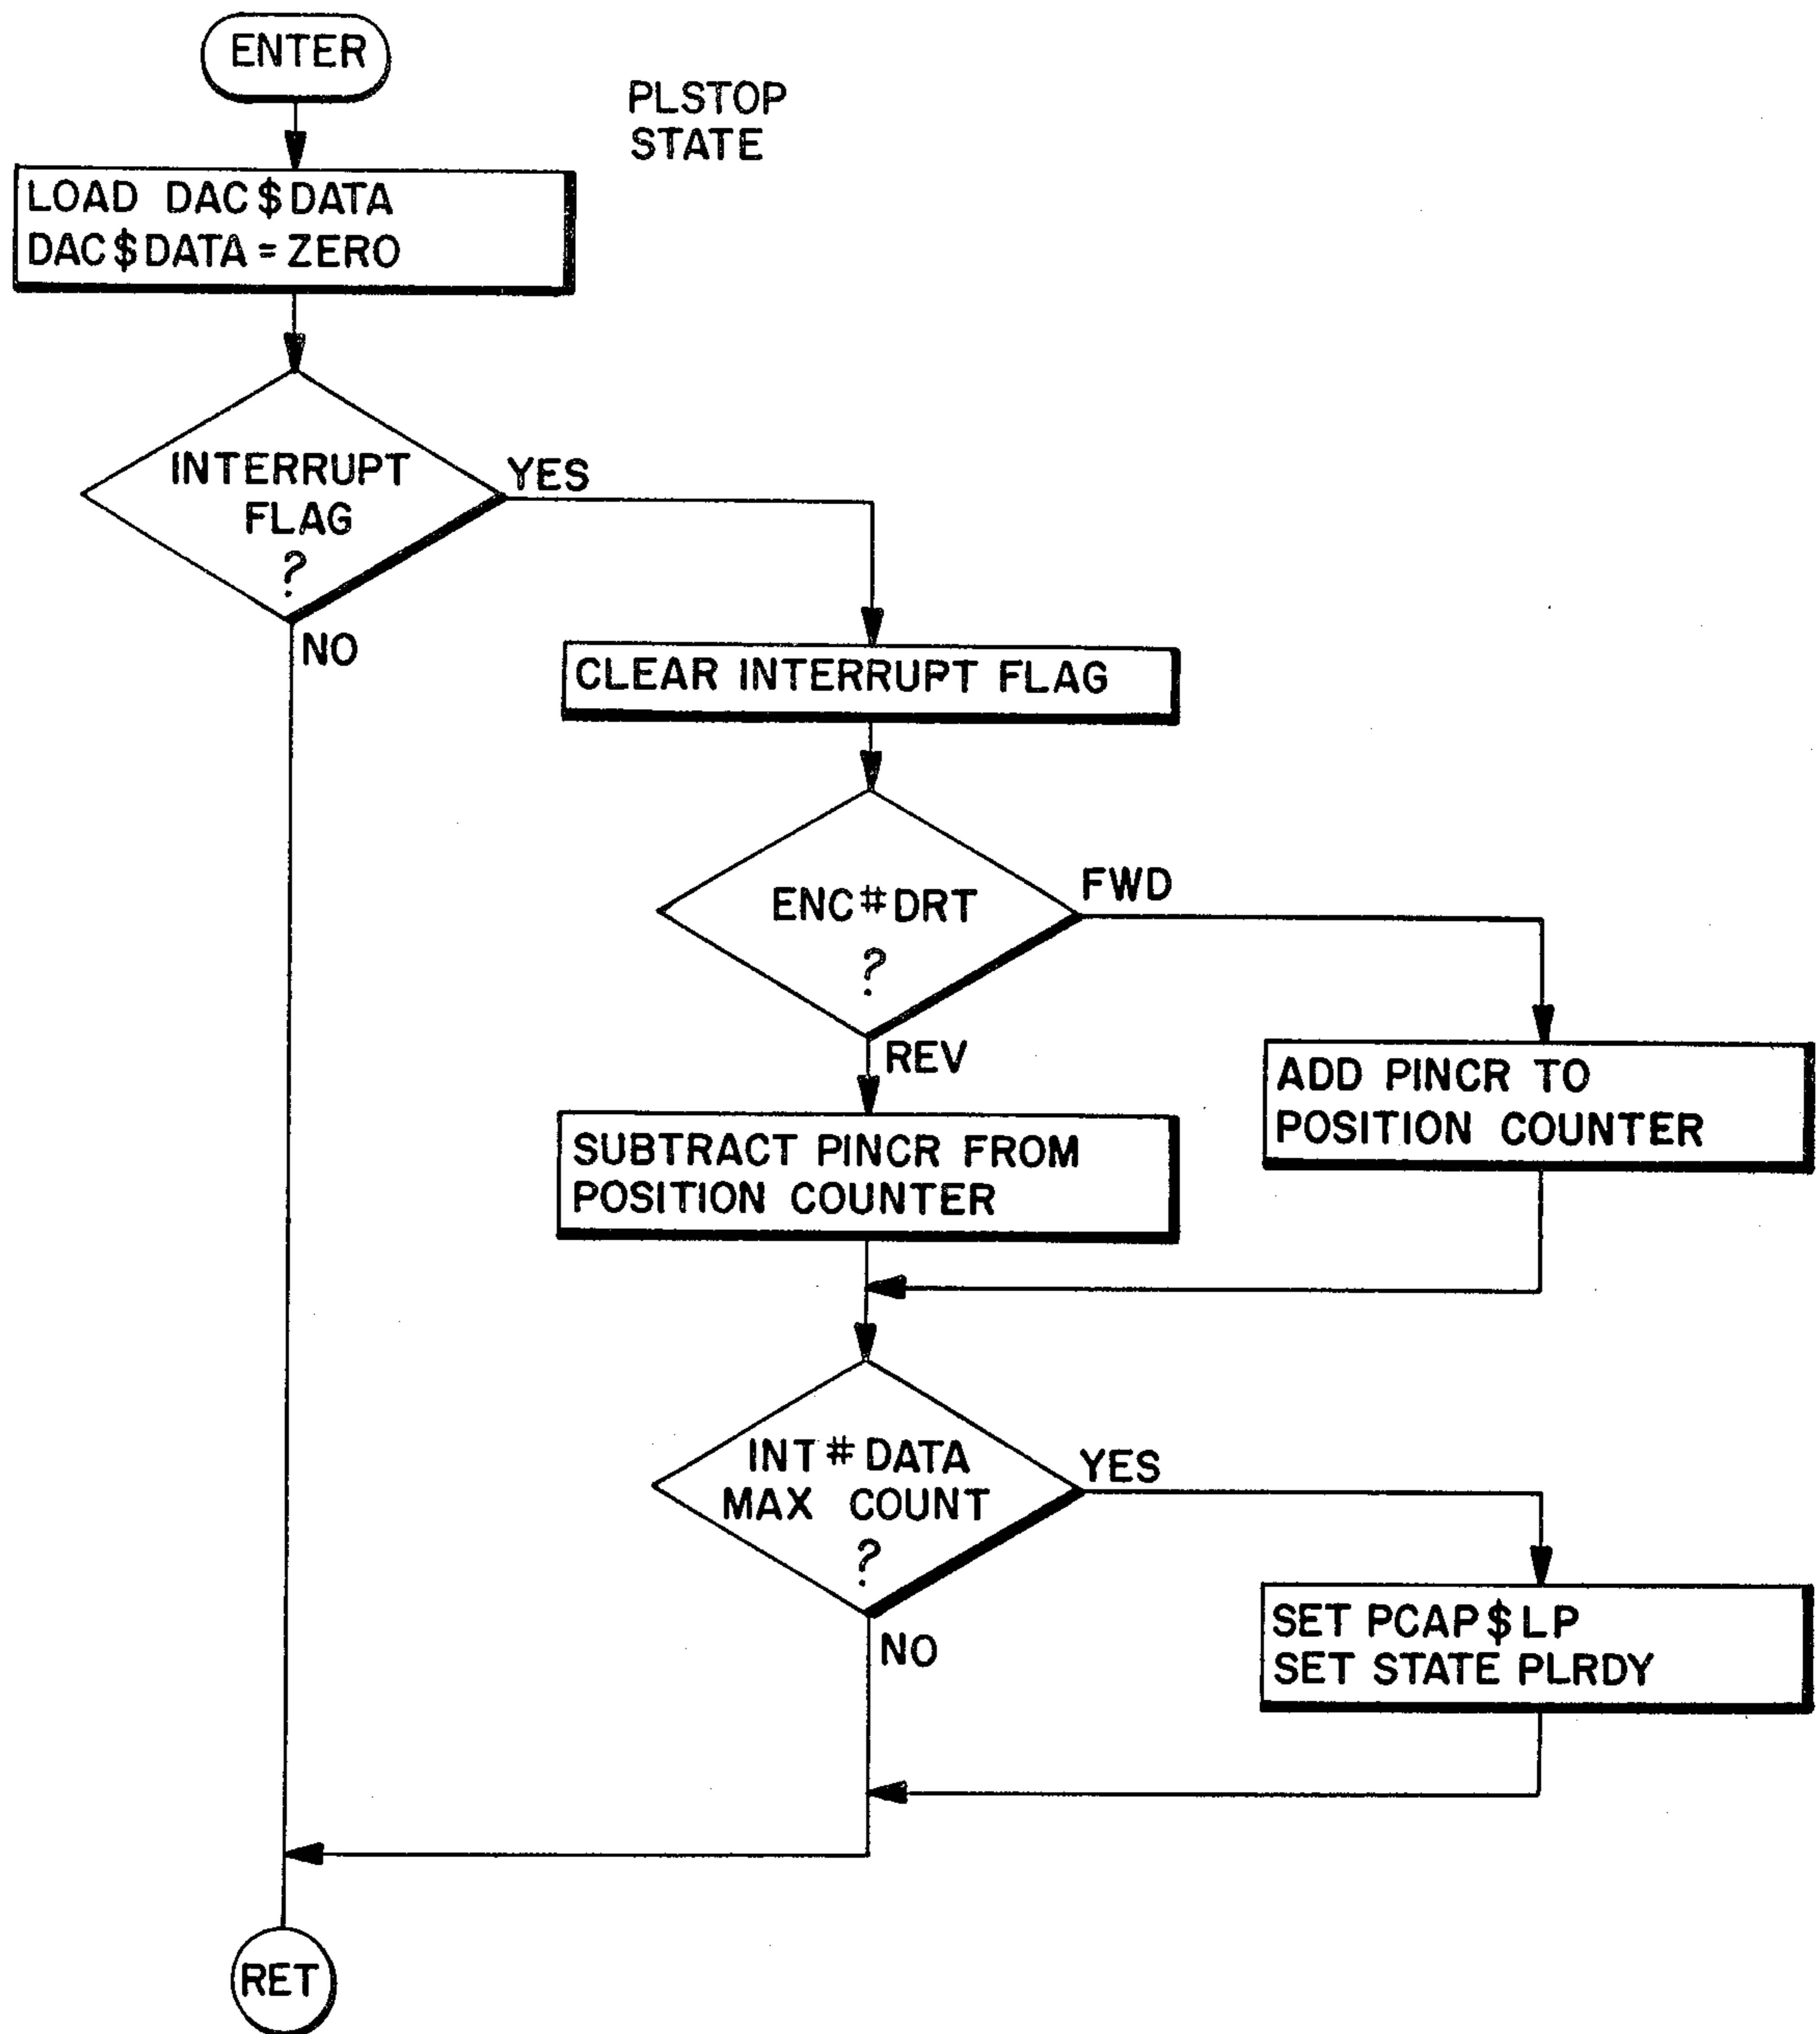 ENTER
PLSTOP
STATE
LOAD DAC$DATA
DAC$DATA = ZERO
INTERRUPT
FLAG
?
YES
NO
CLEAR INTERRUPT FLAG
ENC#DRT
?
FWD
REV
ADD PINCR TO
POSITION COUNTER
SUBTRACT PINCR FROM
POSITION COUNTER
INT#DATA
MAX COUNT
?
YES
NO
SET PCAP$LP
SET STATE PLRDY
RET